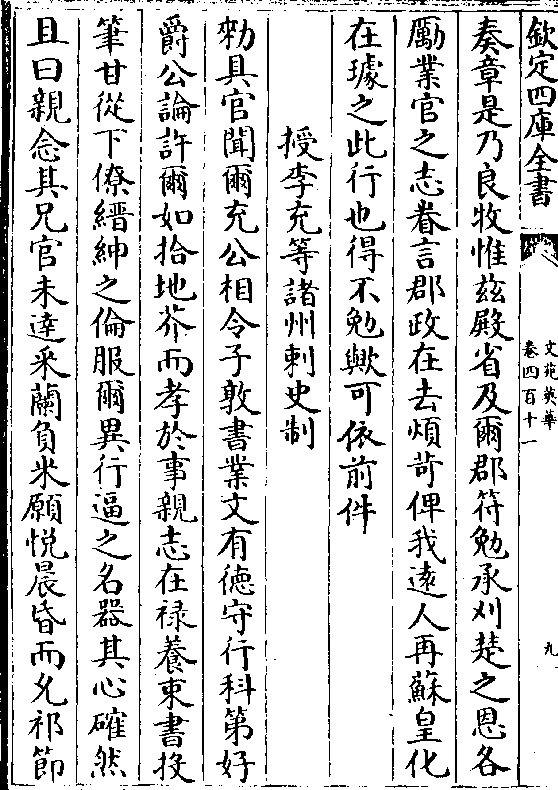 欽定四庫全書
文苑英華
卷四百十一
九
奏章是乃良牧惟玆殿省及爾郡符勉承刈楚之恩各
勵業官之志眷言郡政在去煩苛俾我遠人再蘇皇化
在璩之此行也得不勉歟可依前件
授李充等諸州刺史制
勑具官聞爾充公相令子敦書業文有德守行科第好
爵公論許爾如拾地芥而孝於事親志在祿養束書投
筆甘從下僚縉紳之倫服爾異行逼之名器其心確然
且曰親念其兄官未逹采蘭負米願悅晨昏而允祁節